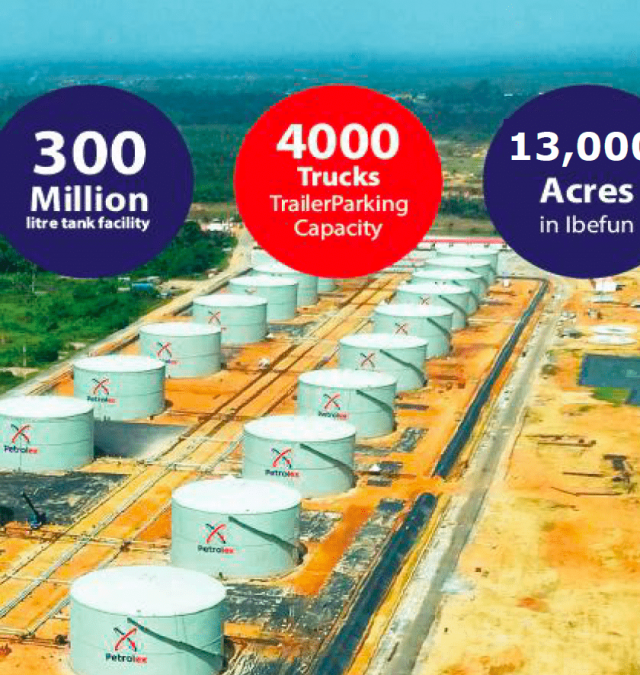 300
Million
litre tank facility
4000
Trucks
TrailerParking
Capacity
13,000
Acres
in Ibefun
Petrolex
Petrolex
Petrolex
Petrolex
Petrolex
Petrolex
Petrolex